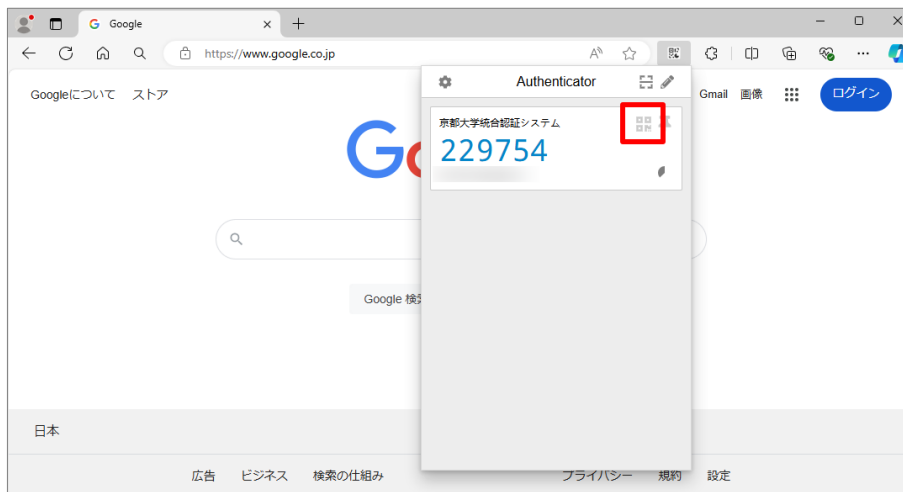 Google
https://www.google.co.jp
Authenticator
Googleについて ストア
Gmail 画像
ログイン
京都大学統合認証システム
229754
Go
Google 検
日本
広告 ビジネス 検索の仕組み プライバシー 規約 設定